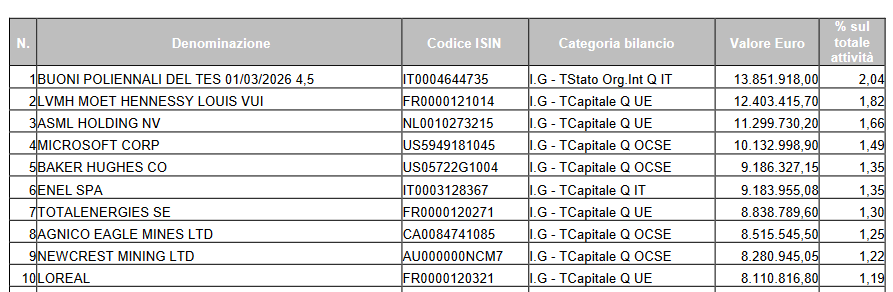 N. Denominazione Codice ISIN Categoria bilancio Valore Euro % sul totale attività
1 BUONI POLIENNALI DEL TES 01/03/2026 4,5 IT0004644735 I.G - TStato Org.Int Q IT 13.851.918,00 2,04
2 LVMH MOET HENNESSY LOUIS VUI FR0000121014 I.G - TCapitale Q UE 12.403.415,70 1,82
3 ASML HOLDING NV NL0010273215 I.G - TCapitale Q UE 11.299.730,20 1,66
4 MICROSOFT CORP US5949181045 I.G - TCapitale Q OCSE 10.132.998,90 1,49
5 BAKER HUGHES CO US05722G1004 I.G - TCapitale Q OCSE 9.186.327,15 1,35
6 ENEL SPA IT0003128367 I.G - TCapitale Q IT 9.183.955,08 1,35
7 TOTALENERGIES SE FR0000120271 I.G - TCapitale Q UE 8.838.789,60 1,30
8 AGNICO EAGLE MINES LTD CA0084741085 I.G - TCapitale Q OCSE 8.515.545,50 1,25
9 NEWCREST MINING LTD AU000000NCM7 I.G - TCapitale Q OCSE 8.280.945,05 1,22
10 LOREAL FR0000120321 I.G - TCapitale Q UE 8.110.816,80 1,19